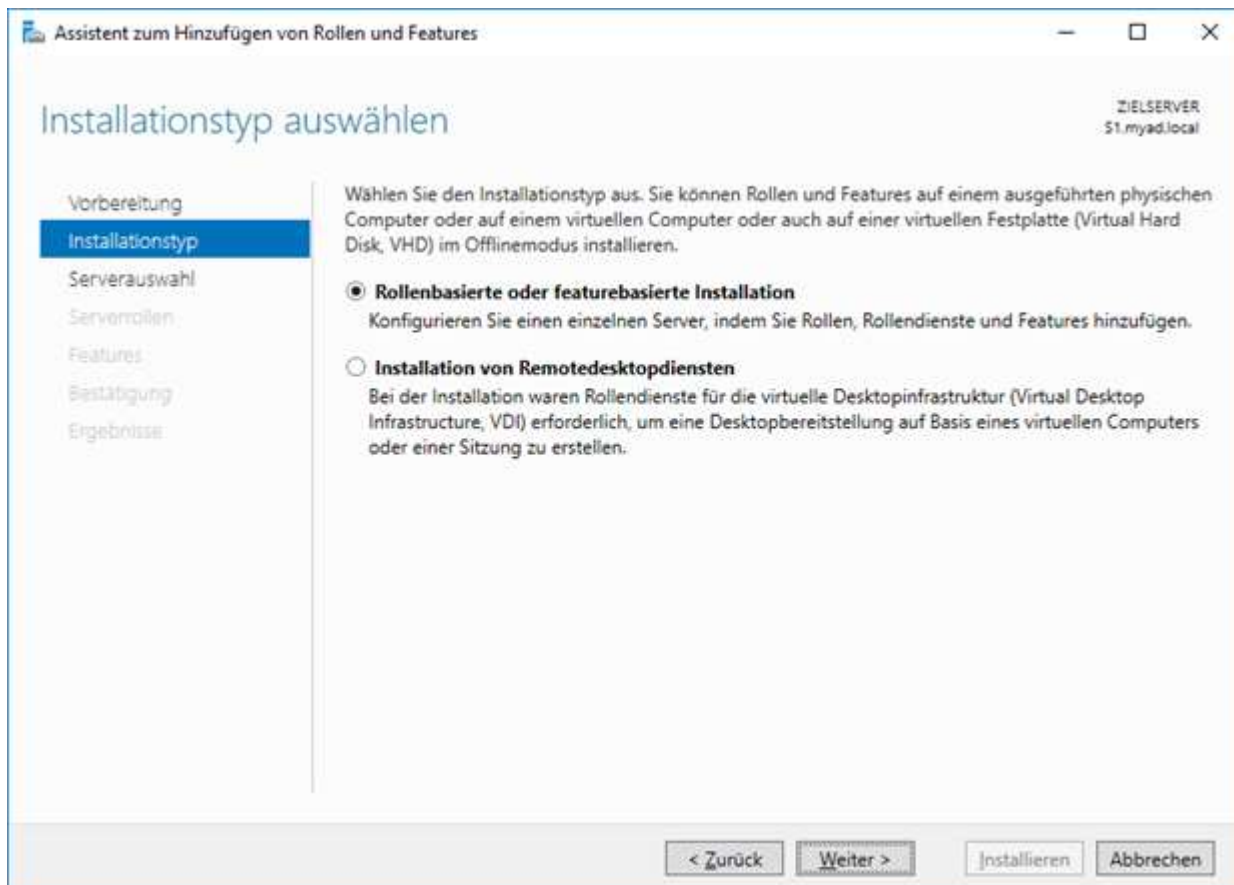 Assistent zum Hinzufügen von Rollen und Features
Installationstyp auswählen
ZIELSERVER
S1.myad.local
Vorbereitung
Installationstyp
Serverauswahl
Serverrollen
Features
Bestätigung
Ergebnisse
Wählen Sie den Installationstyp aus. Sie können Rollen und Features auf einem ausgeführten physischen
Computer oder auf einem virtuellen Computer oder auch auf einer virtuellen Festplatte (Virtual Hard
Disk, VHD) im Offlinemodus installieren.
Rollenbasierte oder featurebasierte Installation
Konfigurieren Sie einen einzelnen Server, indem Sie Rollen, Rollendienste und Features hinzufügen.
Installation von Remotedesktopdiensten
Bei der Installation waren Rollendienste für die virtuelle Desktopinfrastruktur (Virtual Desktop
Infrastructure, VDI) erforderlich, um eine Desktopbereitstellung auf Basis eines virtuellen Computers
oder einer Sitzung zu erstellen.
< Zurück
Weiter >
Installieren
Abbrechen